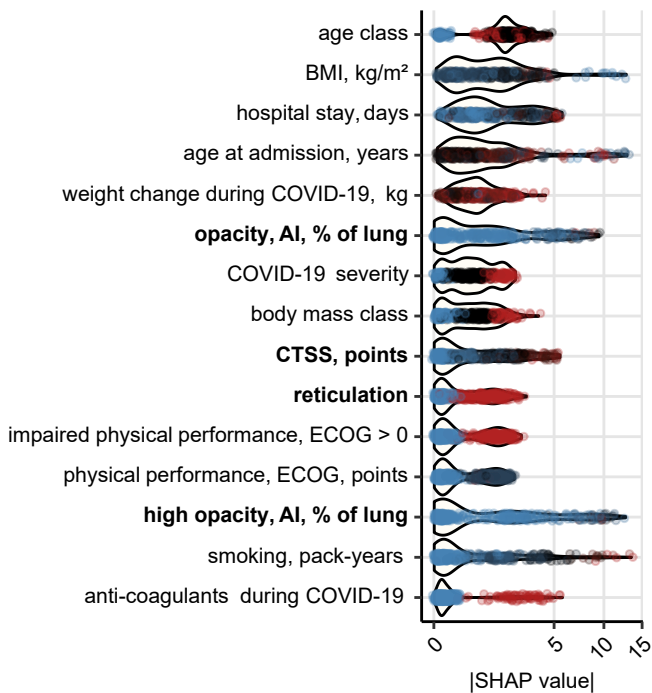 age class
BMI, kg/m²
hospital stay, days
age at admission, years
weight change during COVID-19, kg
opacity, AI, % of lung
COVID-19 severity
body mass class
CTSS, points
reticulation
impaired physical performance, ECOG > 0
physical performance, ECOG, points
high opacity, AI, % of lung
smoking, pack-years
anti-coagulants during COVID-19
0 5 10 15
|SHAP value|